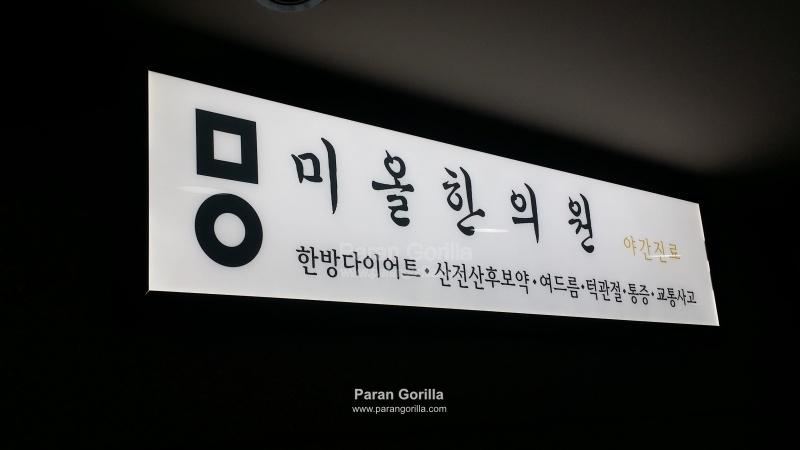 미올한의원
야간진료
한방다이어트·산전산후보약·여드름·턱관절·통증·교통사고
Paran Gorilla
Paran Gorilla
www.parangorilla.com